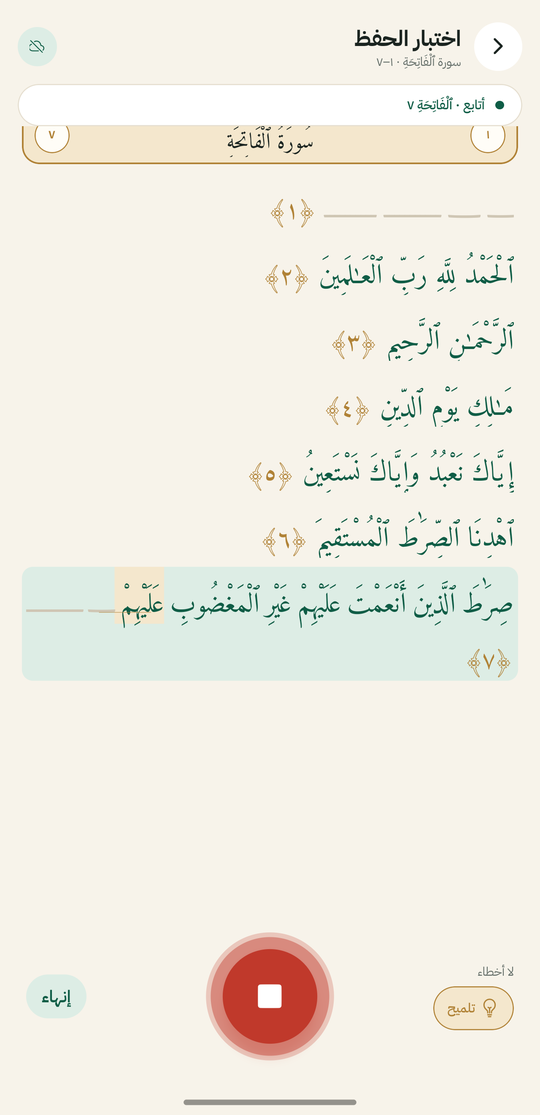 اختبار الحفظ
سورة ٱلْفَاتِحَةِ · ١–٧
أتابع · ٱلْفَاتِحَةِ ٧
١ سُورَةُ ٱلْفَاتِحَةِ ٧
﴿١﴾
ٱلْحَمْدُ لِلَّهِ رَبِّ ٱلْعَـٰلَمِينَ ﴿٢﴾
ٱلرَّحْمَـٰنِ ٱلرَّحِيمِ ﴿٣﴾
مَـٰلِكِ يَوْمِ ٱلدِّينِ ﴿٤﴾
إِيَّاكَ نَعْبُدُ وَإِيَّاكَ نَسْتَعِينُ ﴿٥﴾
ٱهْدِنَا ٱلصِّرَٰطَ ٱلْمُسْتَقِيمَ ﴿٦﴾
صِرَٰطَ ٱلَّذِينَ أَنْعَمْتَ عَلَيْهِمْ غَيْرِ ٱلْمَغْضُوبِ عَلَيْهِمْ
﴿٧﴾
لا أخطاء
تلميح
إنهاء